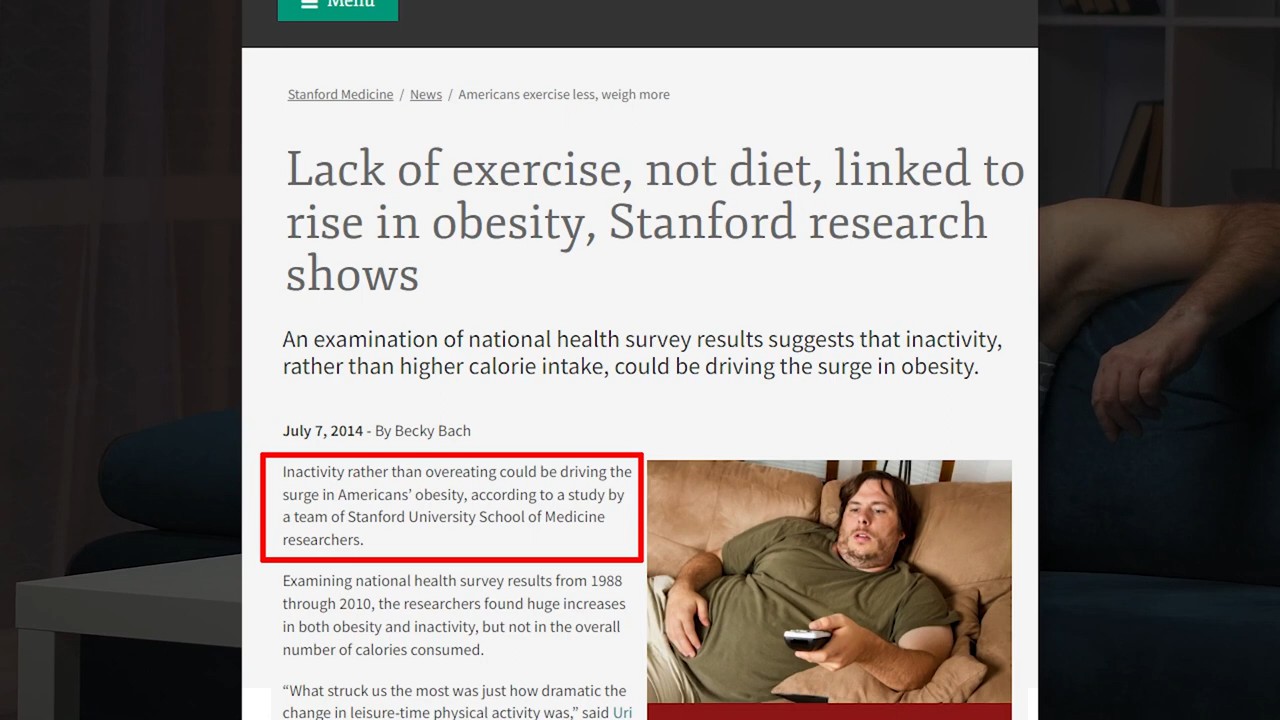 Menu
Stanford Medicine / News / Americans exercise less, weigh more
Lack of exercise, not diet, linked to
rise in obesity, Stanford research
shows
An examination of national health survey results suggests that inactivity,
rather than higher calorie intake, could be driving the surge in obesity.
July 7, 2014 - By Becky Bach
Inactivity rather than overeating could be driving the
surge in Americans’ obesity, according to a study by
a team of Stanford University School of Medicine
researchers.
Examining national health survey results from 1988
through 2010, the researchers found huge increases
in both obesity and inactivity, but not in the overall
number of calories consumed.
“What struck us the most was just how dramatic the
change in leisure-time physical activity was,” said Uri